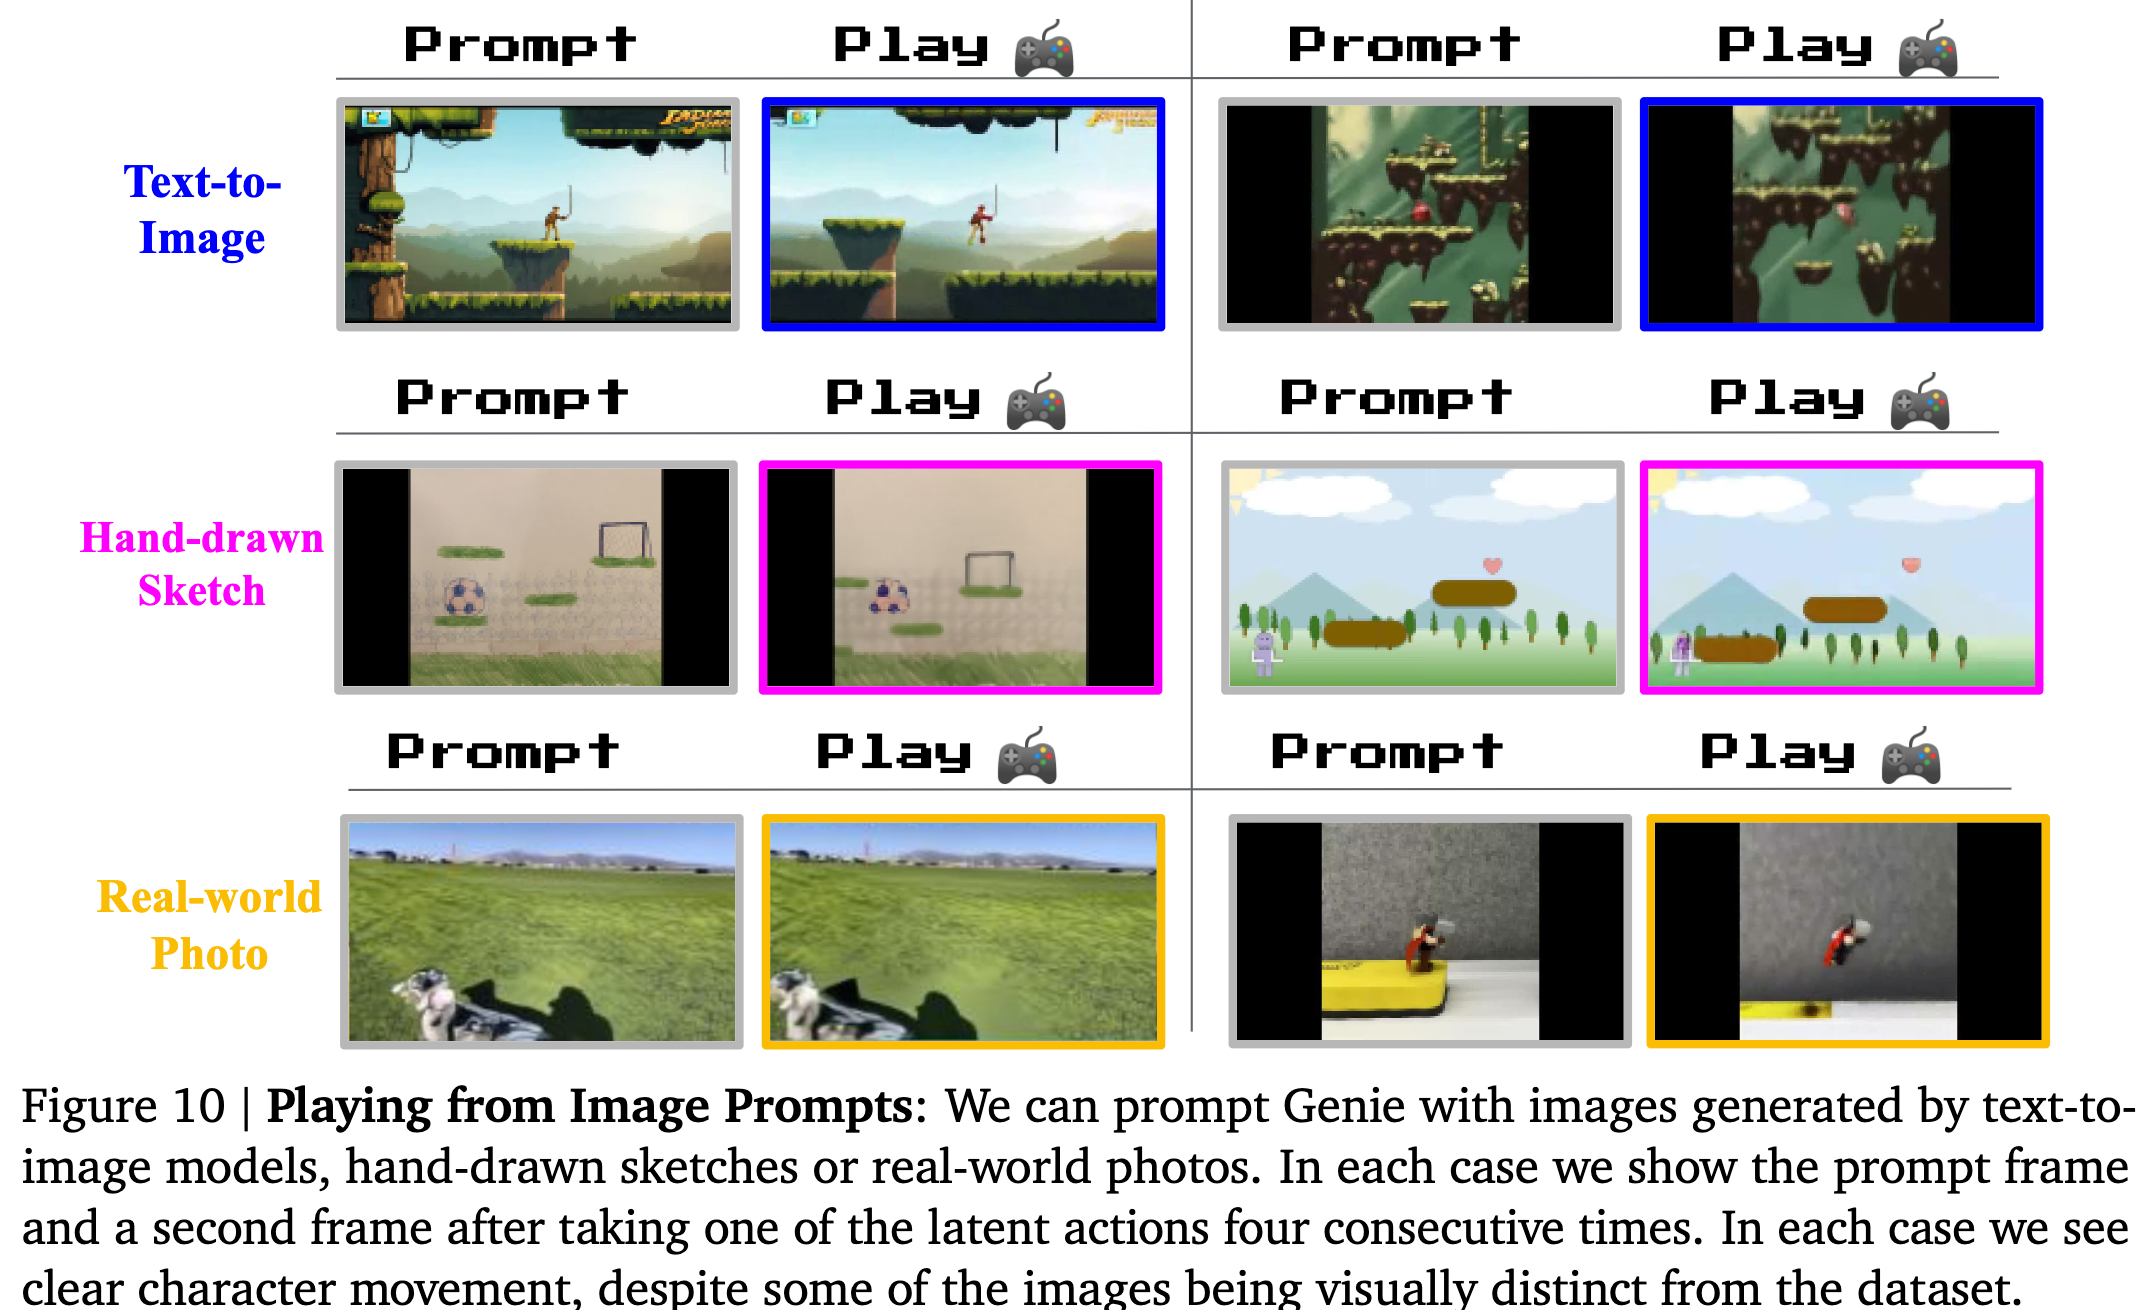 Prompt Play Prompt Play
Text-to-
Image
Prompt Play Prompt Play
Hand-drawn
Sketch
Prompt Play Prompt Play
Real-world
Photo
Figure 10 | Playing from Image Prompts: We can prompt Genie with images generated by text-to-
image models, hand-drawn sketches or real-world photos. In each case we show the prompt frame
and a second frame after taking one of the latent actions four consecutive times. In each case we see
clear character movement, despite some of the images being visually distinct from the dataset.